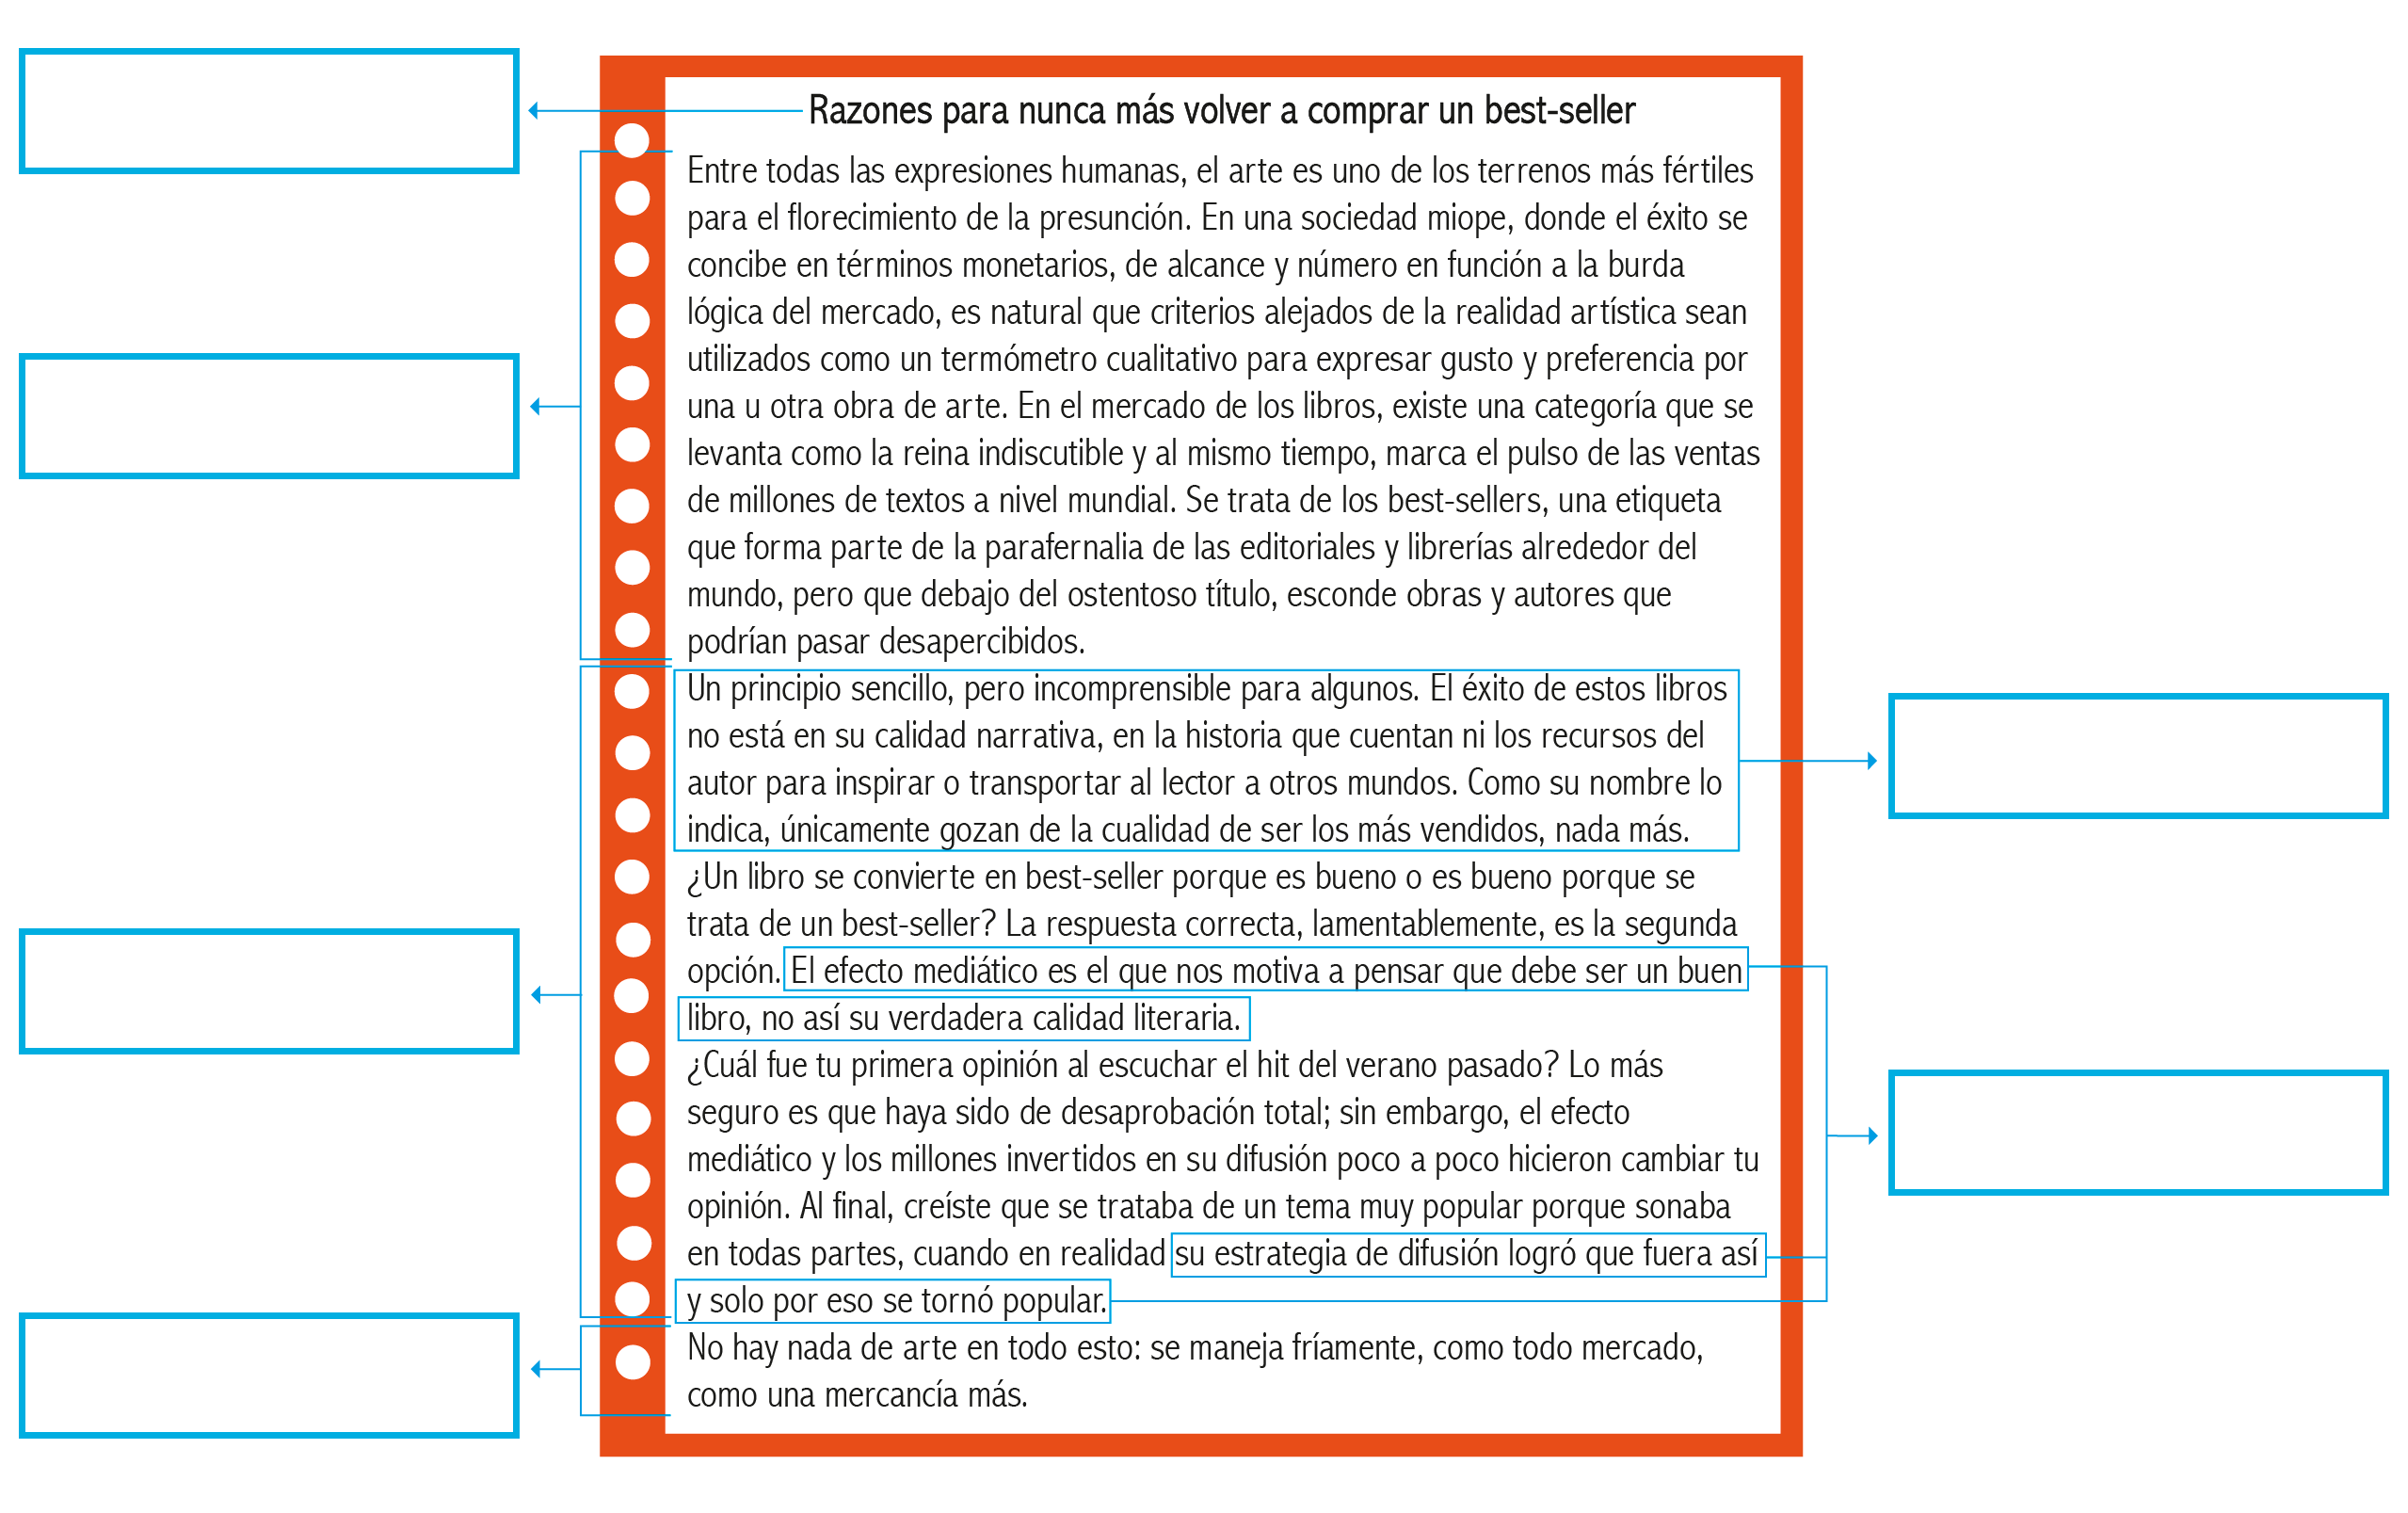 Razones para nunca más volver a comprar un best-seller
Entre todas las expresiones humanas, el arte es uno de los terrenos más fértiles
para el florecimiento de la presunción. En una sociedad miope, donde el éxito se
concibe en términos monetarios, de alcance y número en función a la burda
lógica del mercado, es natural que criterios alejados de la realidad artística sean
utilizados como un termómetro cualitativo para expresar gusto y preferencia por
una u otra obra de arte. En el mercado de los libros, existe una categoría que se
levanta como la reina indiscutible y al mismo tiempo, marca el pulso de las ventas
de millones de textos a nivel mundial. Se trata de los best-sellers, una etiqueta
que forma parte de la parafernalia de las editoriales y librerías alrededor del
mundo, pero que debajo del ostentoso título, esconde obras y autores que
podrían pasar desapercibidos.
Un principio sencillo, pero incomprensible para algunos. El éxito de estos libros
no está en su calidad narrativa, en la historia que cuentan ni los recursos del
autor para inspirar o transportar al lector a otros mundos. Como su nombre lo
indica, únicamente gozan de la cualidad de ser los más vendidos, nada más.
¿Un libro se convierte en best-seller porque es bueno o es bueno porque se
trata de un best-seller? La respuesta correcta, lamentablemente, es la segunda
opción. El efecto mediático es el que nos motiva a pensar que debe ser un buen
libro, no así su verdadera calidad literaria.
¿Cuál fue tu primera opinión al escuchar el hit del verano pasado? Lo más
seguro es que haya sido de desaprobación total; sin embargo, el efecto
mediático y los millones invertidos en su difusión poco a poco hicieron cambiar tu
opinión. Al final, creíste que se trataba de un tema muy popular porque sonaba
en todas partes, cuando en realidad su estrategia de difusión logró que fuera así
y solo por eso se tornó popular.
No hay nada de arte en todo esto: se maneja fríamente, como todo mercado,
como una mercancía más.